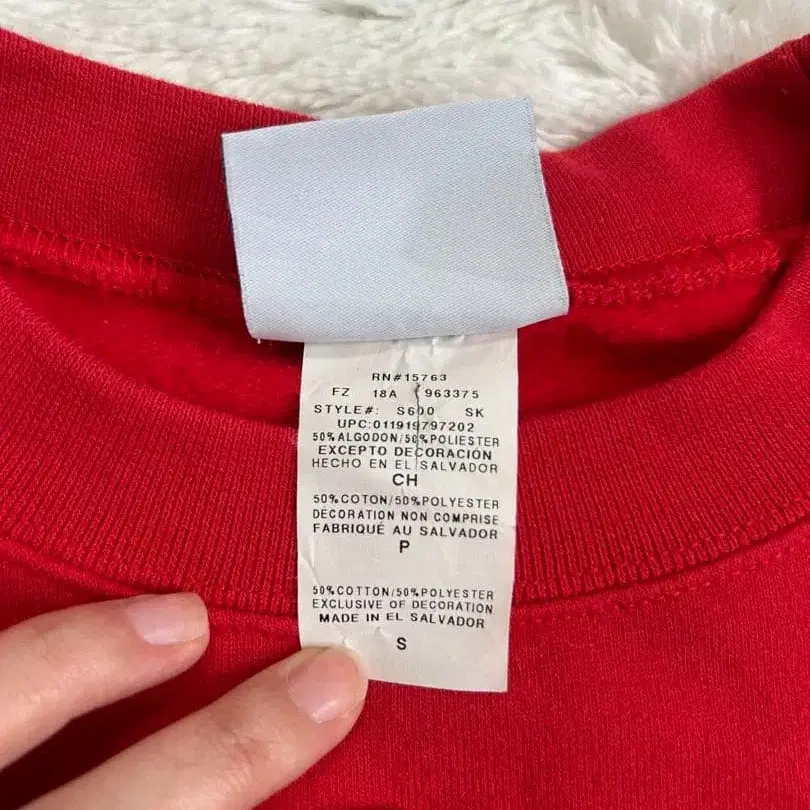 RN#15763
FZ 18A 963375
STYLE#: S600 SK
UPC:011919797202
50%ALGODON/50%POLIESTER
EXCEPTO DECORACIÓN
HECHO EN EL SALVADOR
CH
50%COTON/50%POLYESTER
DÉCORATION NON COMPRISE
FABRIQUÉ AU SALVADOR
P
50%COTTON/50%POLYESTER
EXCLUSIVE OF DECORATION
MADE IN EL SALVADOR
S